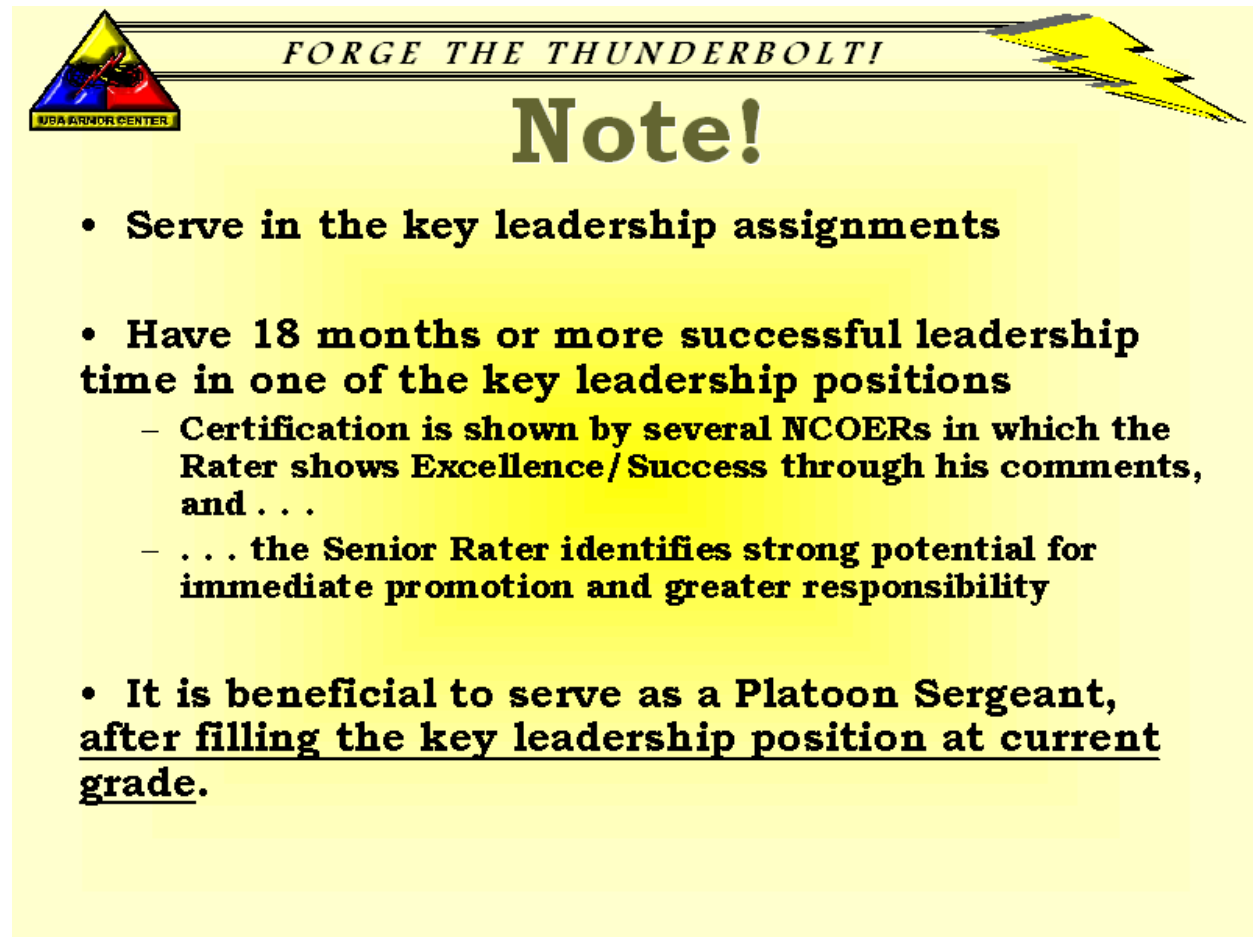 FORGE THE THUNDERBOLT!
USA ARMOR CENTER
Note!
• Serve in the key leadership assignments
• Have 18 months or more successful leadership
time in one of the key leadership positions
– Certification is shown by several NCOERs in which the
Rater shows Excellence/Success through his comments,
and . . .
– . . . the Senior Rater identifies strong potential for
immediate promotion and greater responsibility
• It is beneficial to serve as a Platoon Sergeant,
after filling the key leadership position at current
grade.